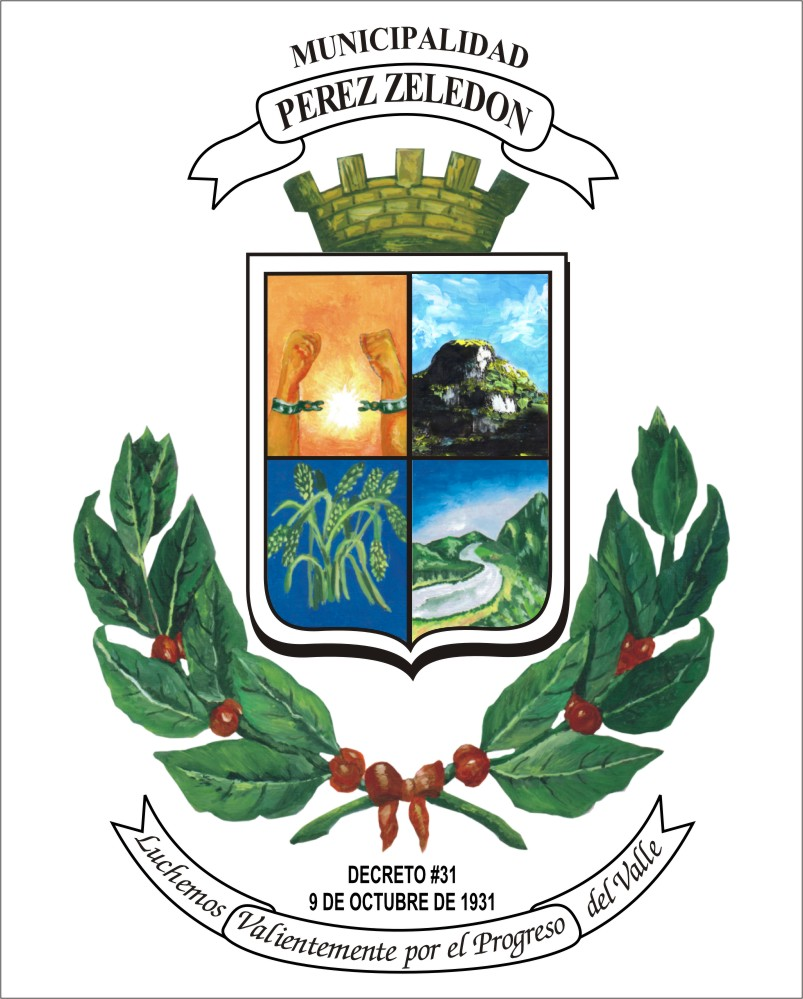 MUNICIPALIDAD
PEREZ ZELEDON
DECRETO #31
9 DE OCTUBRE DE 1931
Luchemos Valientemente por el Progreso del Valle